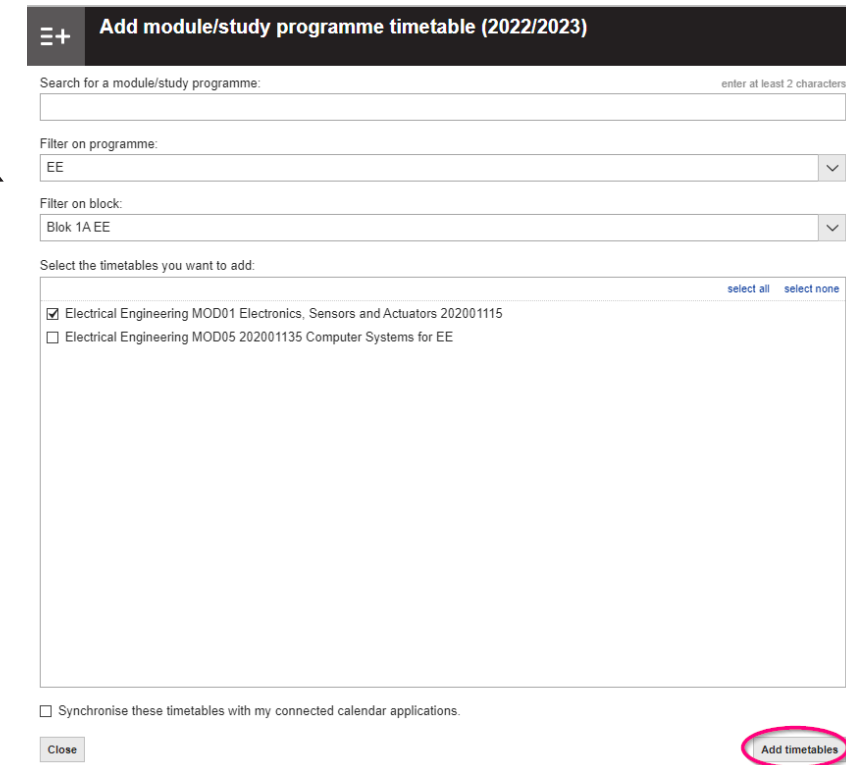 Add module/study programme timetable (2022/2023)
Search for a module/study programme: enter at least 2 characters
Filter on programme:
EE
Filter on block:
Blok 1A EE
Select the timetables you want to add:
select all select none
Electrical Engineering MOD01 Electronics, Sensors and Actuators 202001115
Electrical Engineering MOD05 202001135 Computer Systems for EE
Synchronise these timetables with my connected calendar applications.
Close Add timetables